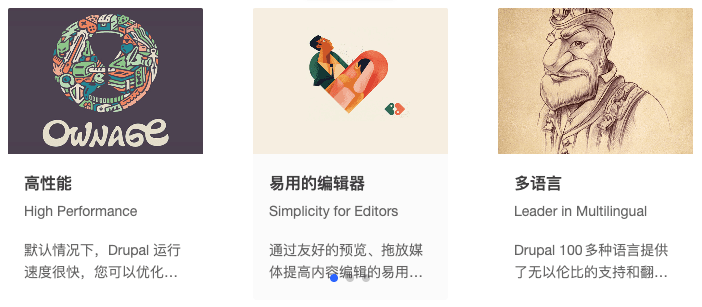 OWNAGE
高性能
High Performance
默认情况下，Drupal 运行
速度很快，您可以优化...
易用的编辑器
Simplicity for Editors
通过友好的预览、拖放媒
体提高内容编辑的易用...
多语言
Leader in Multilingual
Drupal 100 多种语言提供
了无以伦比的支持和翻...